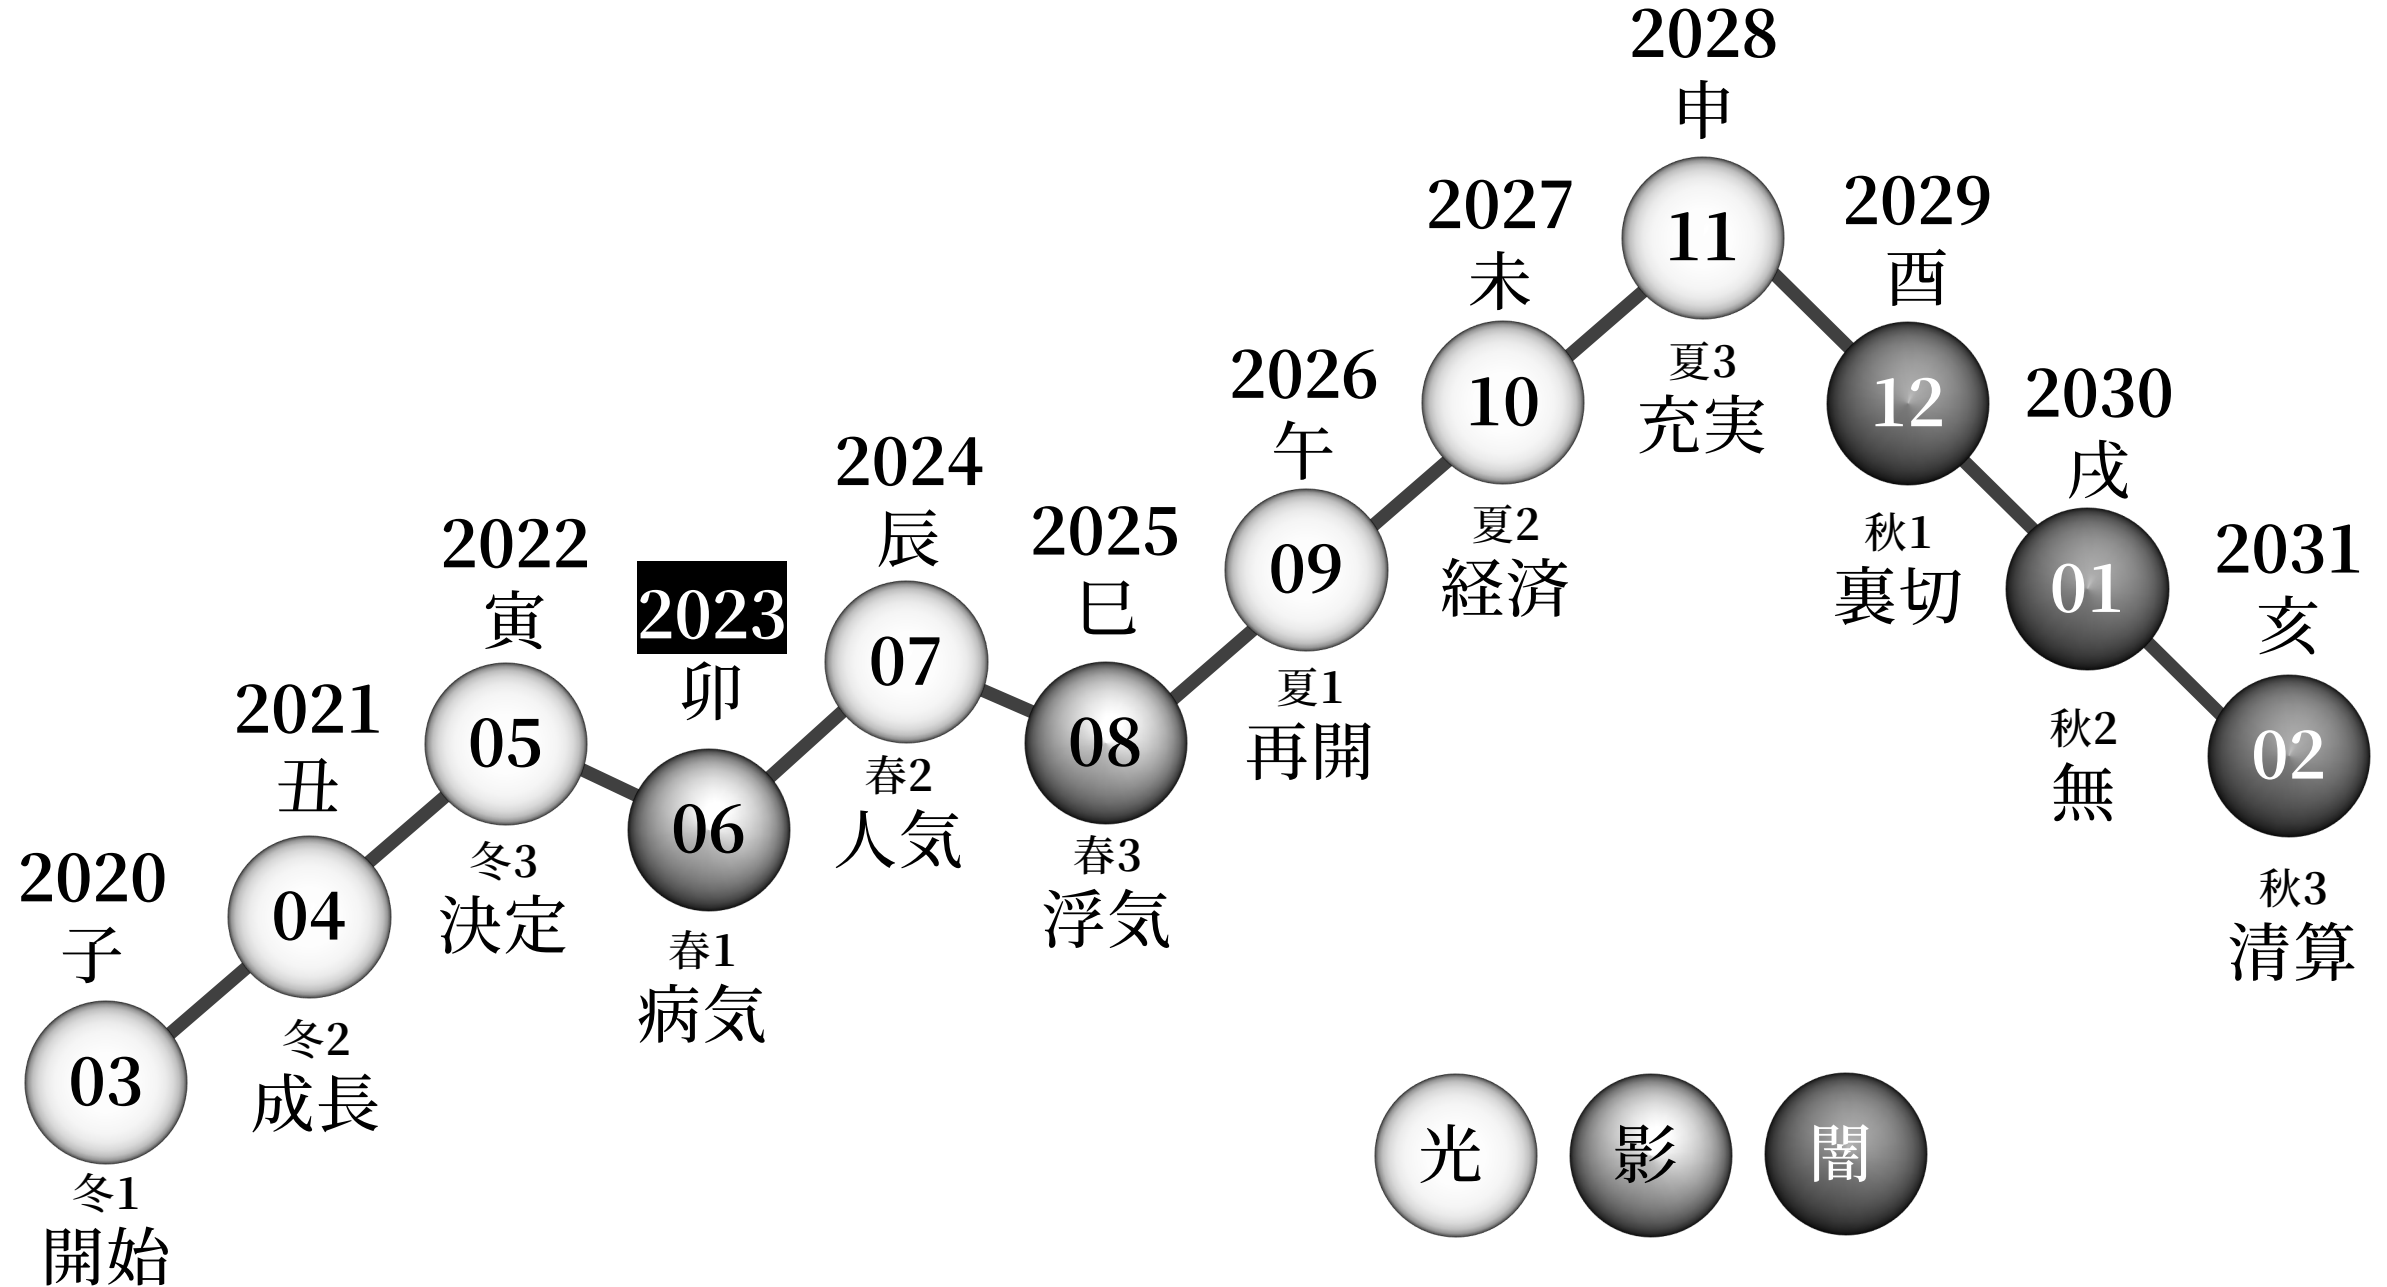 2020
子
03
冬1
開始
2021
丑
04
冬2
成長
2022
寅
05
冬3
決定
2023
卯
06
春1
病気
2024
辰
07
春2
人気
2025
巳
08
春3
浮気
2026
午
09
夏1
再開
2027
未
10
夏2
経済
2028
申
11
夏3
充実
2029
酉
12
秋1
裏切
2030
戌
01
秋2
無
2031
亥
02
秋3
清算
光
影
闇